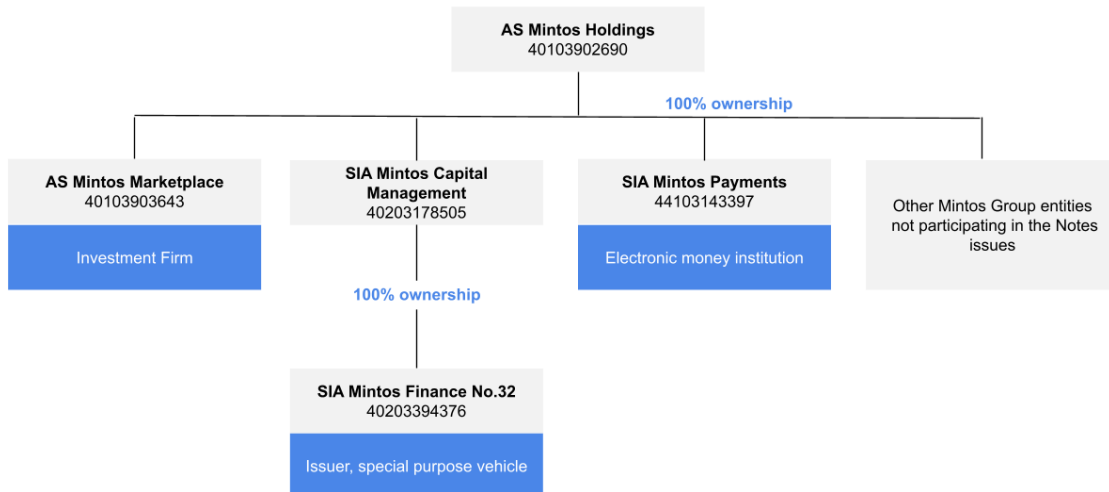 AS Mintos Holdings
40103902690
100% ownership
AS Mintos Marketplace
40103903643
Investment Firm
SIA Mintos Capital
Management
40203178505
SIA Mintos Payments
44103143397
Electronic money institution
Other Mintos Group entities
not participating in the Notes
issues
100% ownership
SIA Mintos Finance No.32
40203394376
Issuer, special purpose vehicle